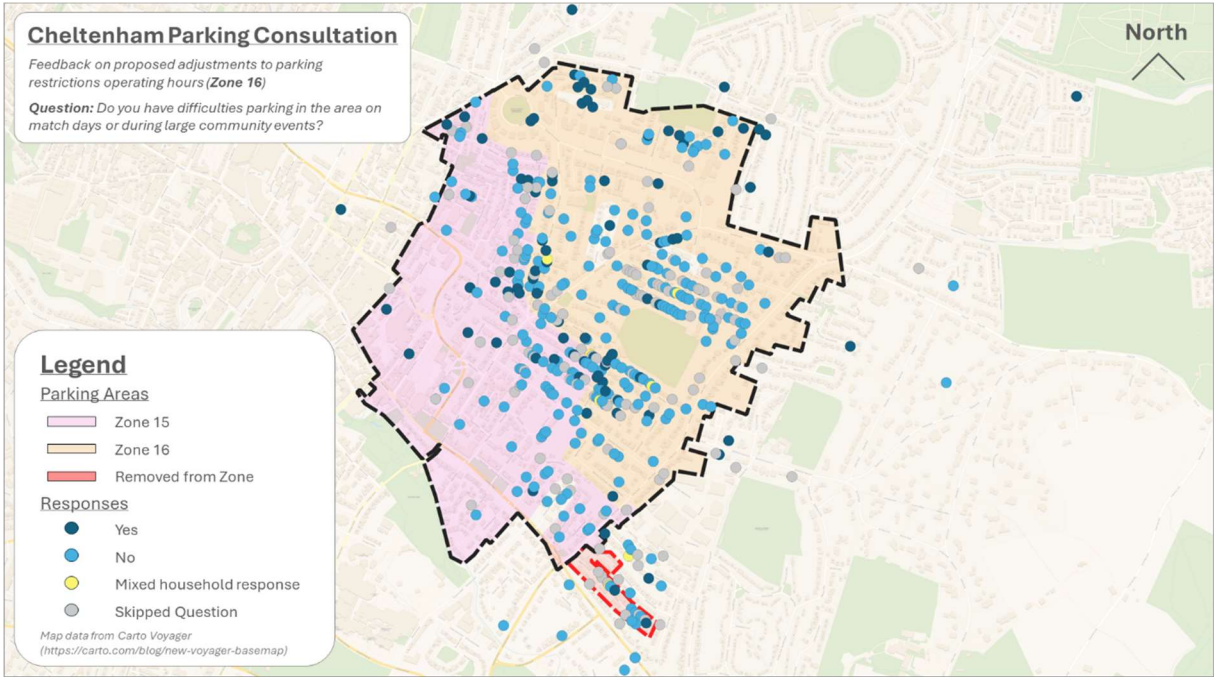 Cheltenham Parking Consultation
Feedback on proposed adjustments to parking
restrictions operating hours (Zone 16)
Question: Do you have difficulties parking in the area on
match days or during large community events?
North
Legend
Parking Areas
Zone 15
Zone 16
Removed from Zone
Responses
Yes
No
Mixed household response
Skipped Question
Map data from Carto Voyager
(https://carto.com/blog/new-voyager-basemap)